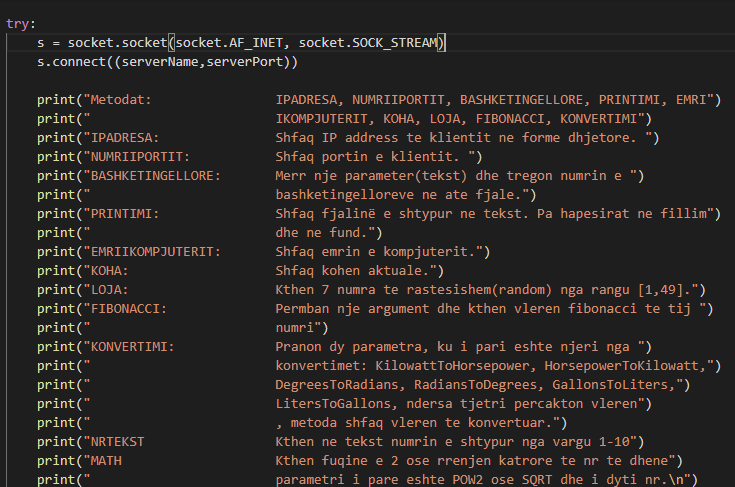 try:
    s = socket.socket(socket.AF_INET, socket.SOCK_STREAM)
    s.connect((serverName,serverPort))

    print("Metodat:                IPADRESA, NUMRIIPORTIT, BASHKETINGELLORE, PRINTIMI, EMRI")
    print("                        IKOMPJUTERIT, KOHA, LOJA, FIBONACCI, KONVERTIMI")
    print("IPADRESA:               Shfaq IP address te klientit ne forme dhjetore. ")
    print("NUMRIIPORTIT:           Shfaq portin e klientit. ")
    print("BASHKETINGELLORE:       Merr nje parameter(tekst) dhe tregon numrin e ")
    print("                        bashketingelloreve ne ate fjale.")
    print("PRINTIMI:               Shfaq fjalinë e shtypur ne tekst. Pa hapesirat ne fillim")
    print("                        dhe ne fund.")
    print("EMRIIKOMPJUTERIT:       Shfaq emrin e kompjuterit.")
    print("KOHA:                   Shfaq kohen aktuale.")
    print("LOJA:                   Kthen 7 numra te rastesishem(random) nga rangu [1,49].")
    print("FIBONACCI:              Permban nje argument dhe kthen vleren fibonacci te tij ")
    print("                        numri")
    print("KONVERTIMI:             Pranon dy parametra, ku i pari eshte njeri nga ")
    print("                        konvertimet: KilowattToHorsepower, HorsepowerToKilowatt,")
    print("                        DegreesToRadians, RadiansToDegrees, GallonsToLiters,")
    print("                        LitersToGallons, ndersa tjetri percakton vleren")
    print("                        , metoda shfaq vleren te konvertuar.")
    print("NRTEKST                 Kthen ne tekst numrin e shtypur nga vargu 1-10")
    print("MATH                    Kthen fuqine e 2 ose rrenjen katrore te nr te dhene")
    print("                        parametri i pare eshte POW2 ose SQRT dhe i dyti nr.\n")